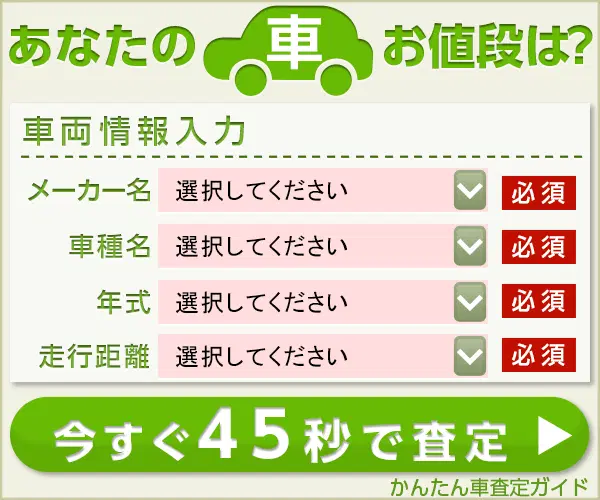 あなたの車お値段は?
車両情報入力
メーカー名 選択してください 必須
車種名 選択してください 必須
年式 選択してください 必須
走行距離 選択してください 必須
今すぐ45秒で査定
かんたん車査定ガイド